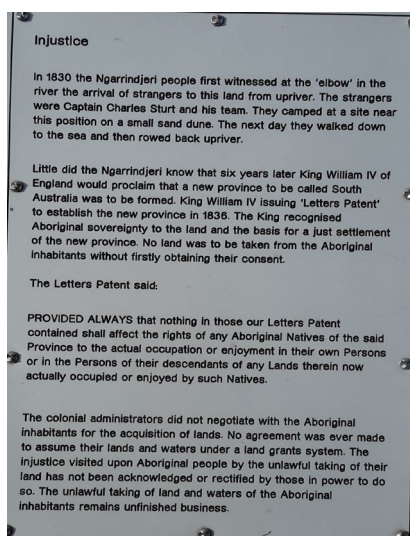 Injustice
In 1830 the Ngarrindjeri people first witnessed at the 'elbow' in the
river the arrival of strangers to this land from upriver. The strangers
were Captain Charles Sturt and his team. They camped at a site near
this position on a small sand dune. The next day they walked down
to the sea and then rowed back upriver.
Little did the Ngarrindjeri know that six years later King William IV of
England would proclaim that a new province to be called South
Australia was to be formed. King William IV issuing 'Letters Patent'
to establish the new province in 1836. The King recognised
Aboriginal sovereignty to the land and the basis for a just settlement
of the new province. No land was to be taken from the Aboriginal
inhabitants without firstly obtaining their consent.
The Letters Patent said:
PROVIDED ALWAYS that nothing in those our Letters Patent
contained shall affect the rights of any Aboriginal Natives of the said
Province to the actual occupation or enjoyment in their own Persons
or in the Persons of their descendants of any Lands therein now
actually occupied or enjoyed by such Natives.
The colonial administrators did not negotiate with the Aboriginal
inhabitants for the acquisition of lands. No agreement was ever made
to assume their lands and waters under a land grants system. The
injustice visited upon Aboriginal people by the unlawful taking of their
land has not been acknowledged or rectified by those in power to do
so. The unlawful taking of land and waters of the Aboriginal
inhabitants remains unfinished business.